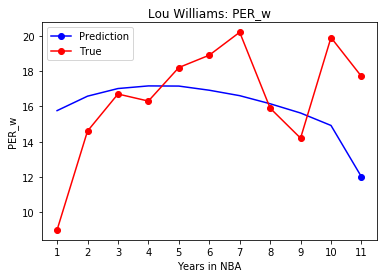 Lou Williams: PER_w
Prediction
True
PER_w
20
18
16
14
12
10
1 2 3 4 5 6 7 8 9 10 11
Years in NBA